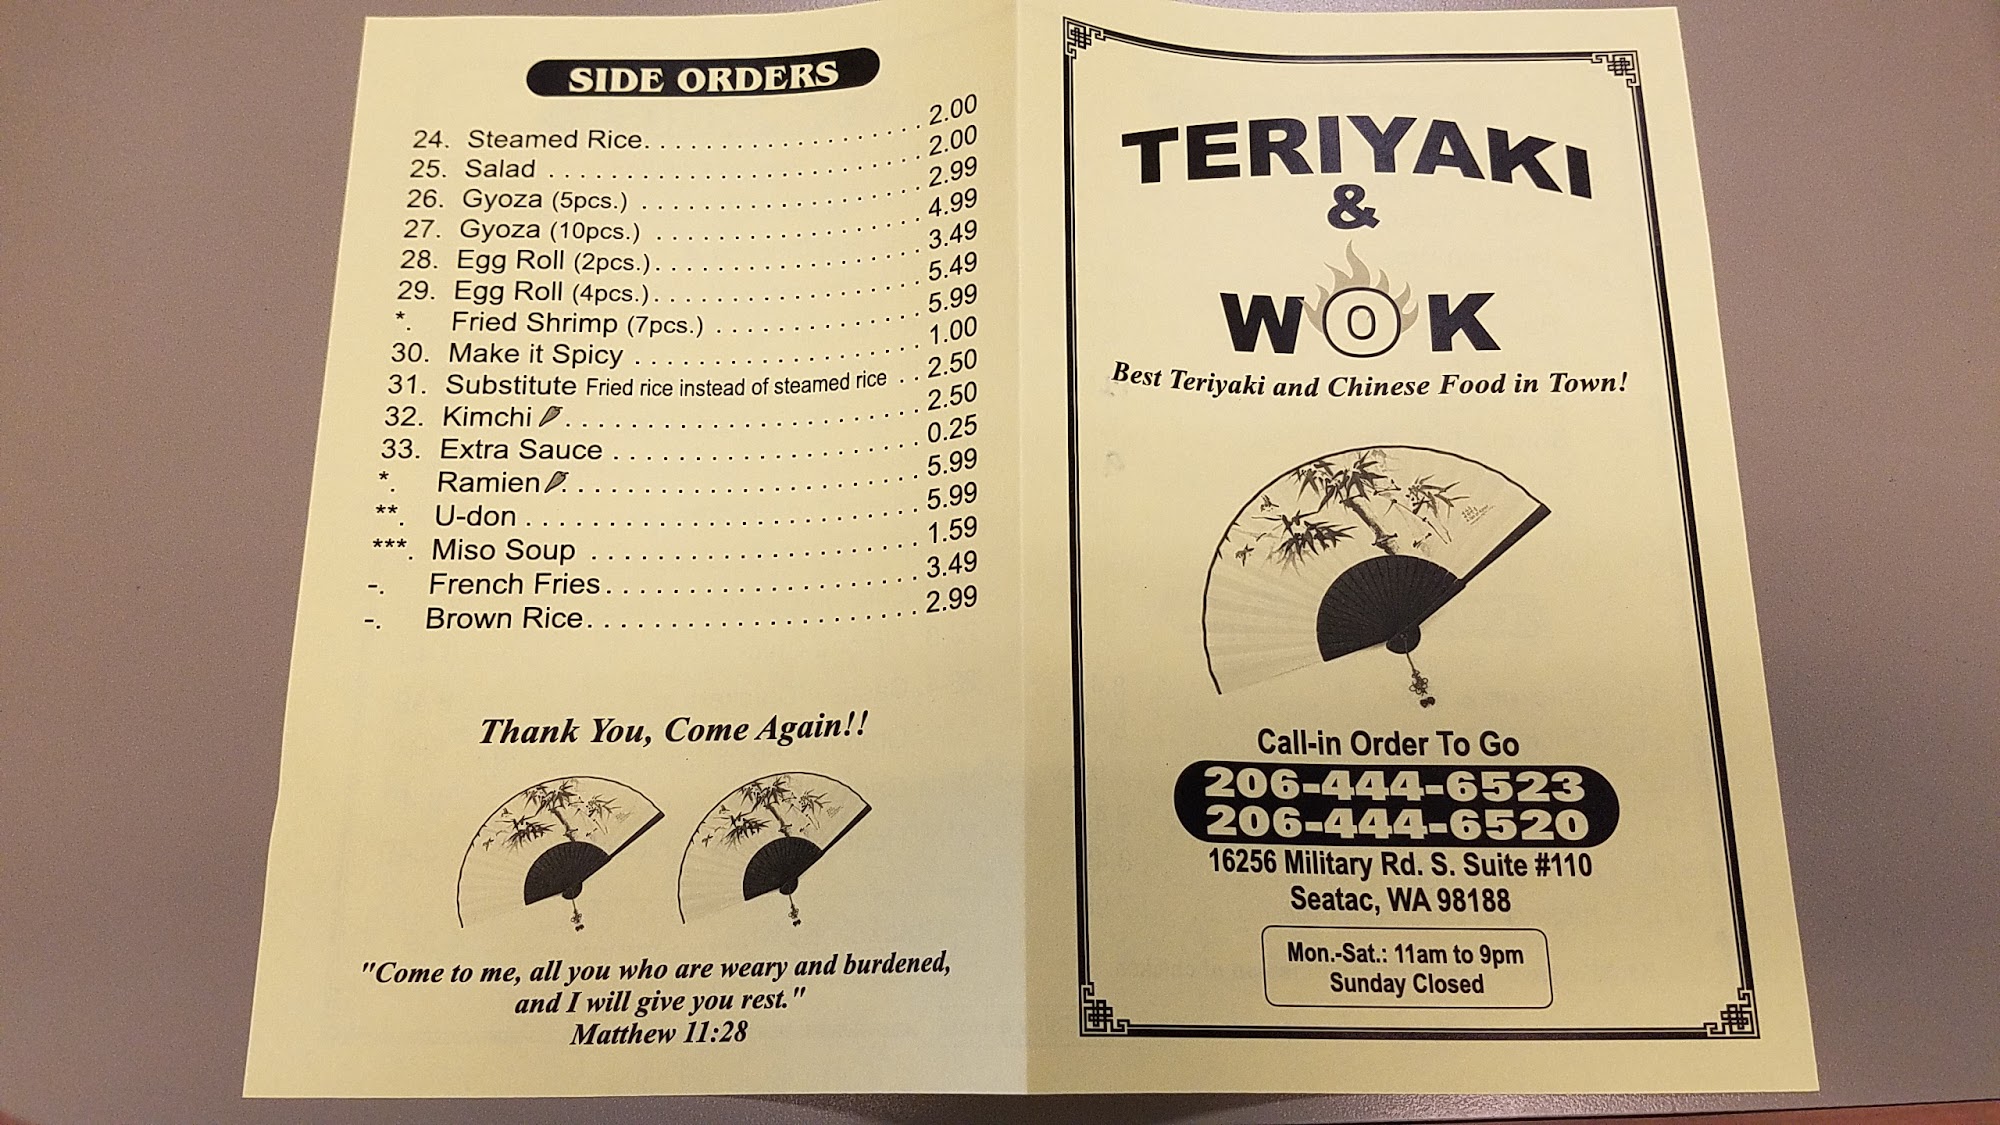 SIDE ORDERS
24. Steamed Rice. . . . . . . . . . . . . . . . . . 2.00
25. Salad . . . . . . . . . . . . . . . . . . . . . . . . 2.00
26. Gyoza (5pcs.) . . . . . . . . . . . . . . . . . . 2.99
27. Gyoza (10pcs.) . . . . . . . . . . . . . . . . . 4.99
28. Egg Roll (2pcs.). . . . . . . . . . . . . . . . . 3.49
29. Egg Roll (4pcs.). . . . . . . . . . . . . . . . . 5.49
*. Fried Shrimp (7pcs.) . . . . . . . . . . . . . 5.99
30. Make it Spicy . . . . . . . . . . . . . . . . . . 1.00
31. Substitute Fried rice instead of steamed rice . . 2.50
32. Kimchi . . . . . . . . . . . . . . . . . . . . . . 2.50
33. Extra Sauce . . . . . . . . . . . . . . . . . . . 0.25
*. Ramien . . . . . . . . . . . . . . . . . . . . . . 5.99
**. U-don . . . . . . . . . . . . . . . . . . . . . . . . 5.99
***. Miso Soup . . . . . . . . . . . . . . . . . . . . 1.59
-. French Fries. . . . . . . . . . . . . . . . . . . . 3.49
-. Brown Rice. . . . . . . . . . . . . . . . . . . . . 2.99
Thank You, Come Again!!
"Come to me, all you who are weary and burdened,
and I will give you rest."
Matthew 11:28
TERIYAKI
&
WOK
Best Teriyaki and Chinese Food in Town!
Call-in Order To Go
206-444-6523
206-444-6520
16256 Military Rd. S. Suite #110
Seatac, WA 98188
Mon.-Sat.: 11am to 9pm
Sunday Closed